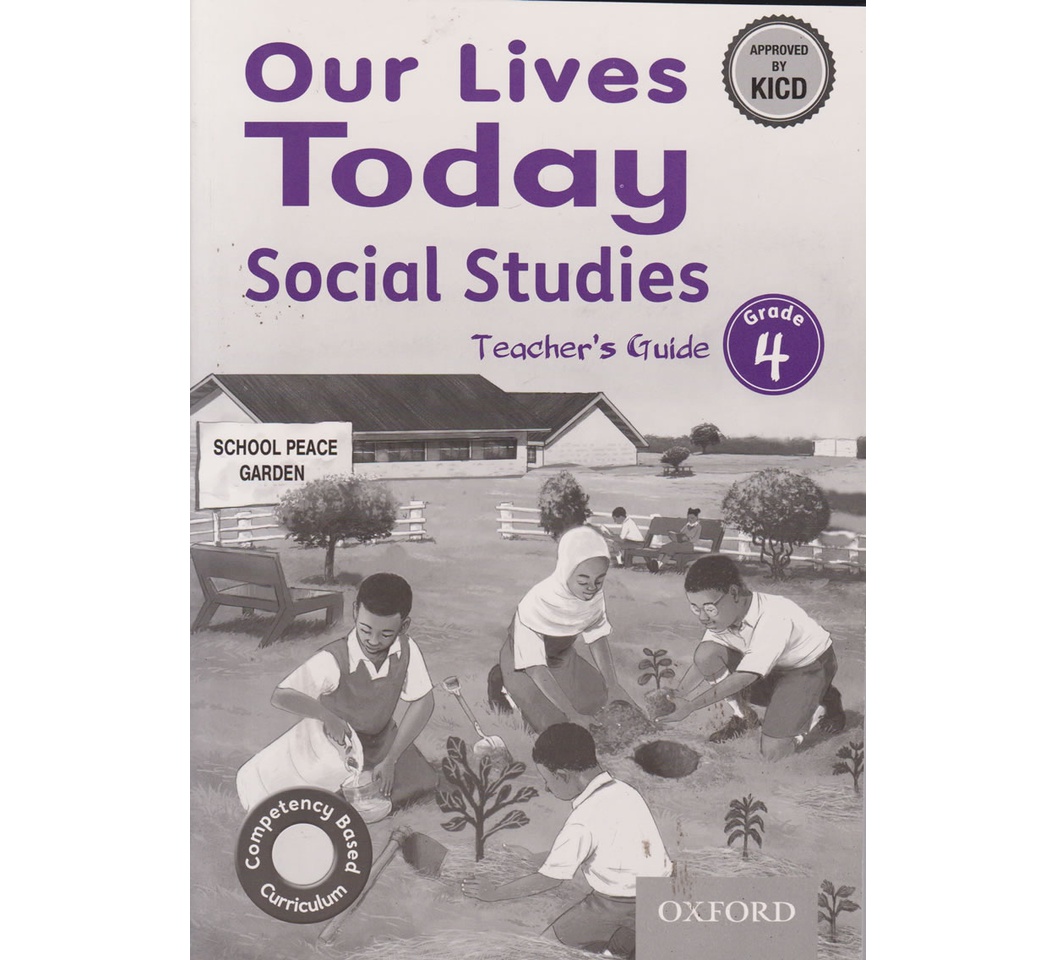 Our Lives
Today
Social Studies
Teacher's Guide
Grade
4
APPROVED
BY
KICD
SCHOOL PEACE
GARDEN
Competency Based
Curriculum
OXFORD